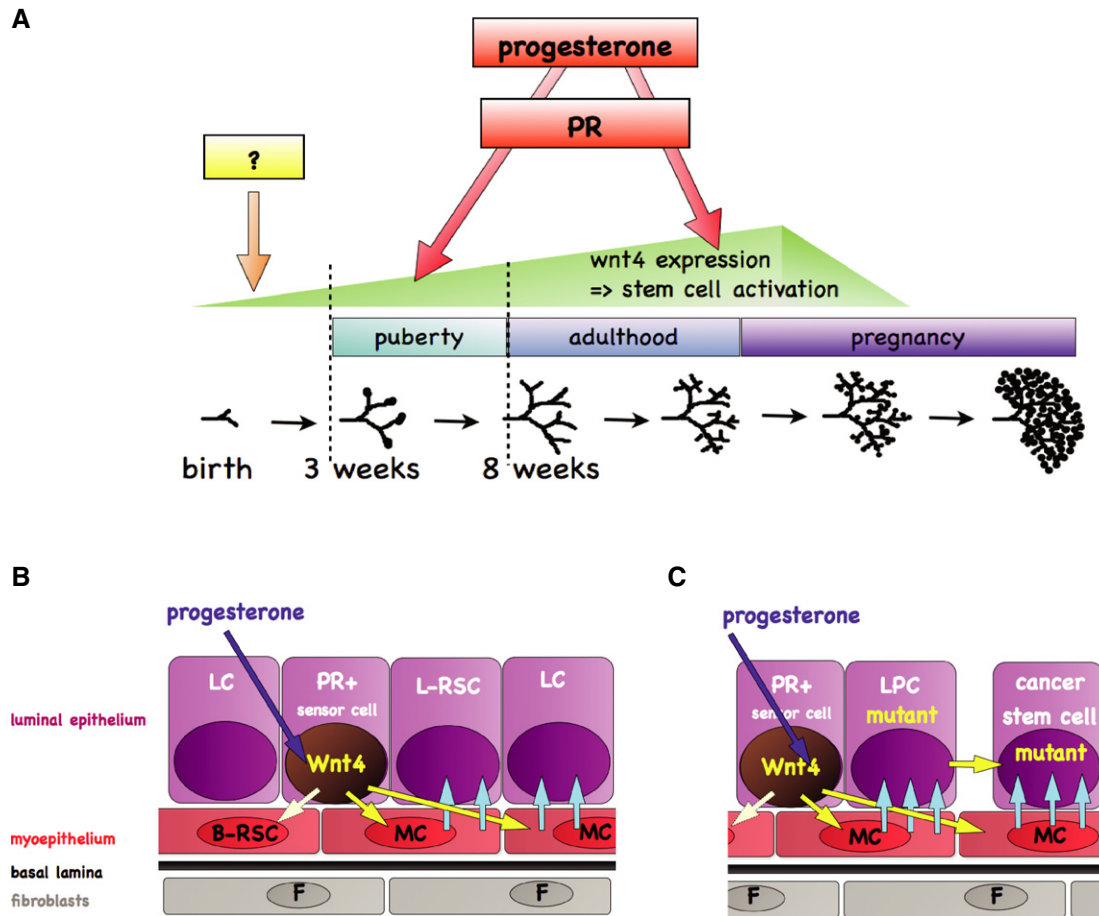 A
progesterone
PR
?
wnt4 expression
=> stem cell activation
puberty
adulthood
pregnancy
birth
3 weeks
8 weeks
B
progesterone
luminal epithelium
LC
PR+
sensor cell
L-RSC
LC
Wnt4
myoepithelium
B-RSC
MC
MC
basal lamina
fibroblasts
F
F
C
progesterone
PR+
sensor cell
LPC
mutant
cancer
stem cell
mutant
Wnt4
MC
MC
F
F